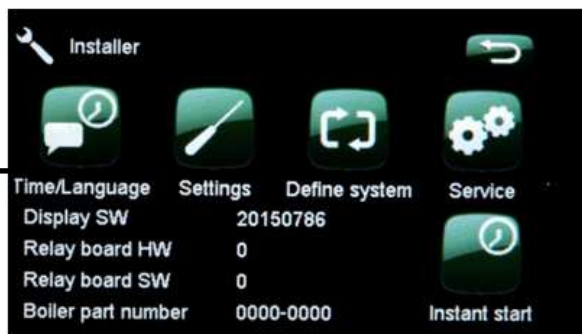 Installer
Time/Language Settings Define system Service
Display SW 20150786
Relay board HW 0
Relay board SW 0
Boiler part number 0000-0000
Instant start